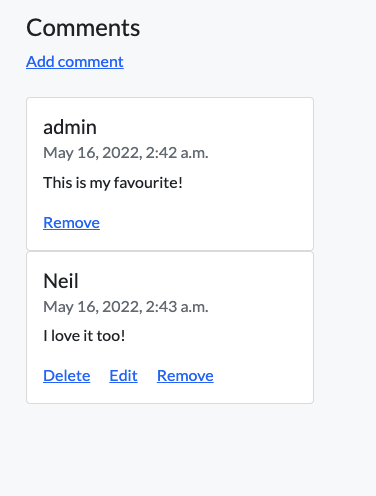 Comments
Add comment
admin
May 16, 2022, 2:42 a.m.
This is my favourite!
Remove
Neil
May 16, 2022, 2:43 a.m.
I love it too!
Delete Edit Remove